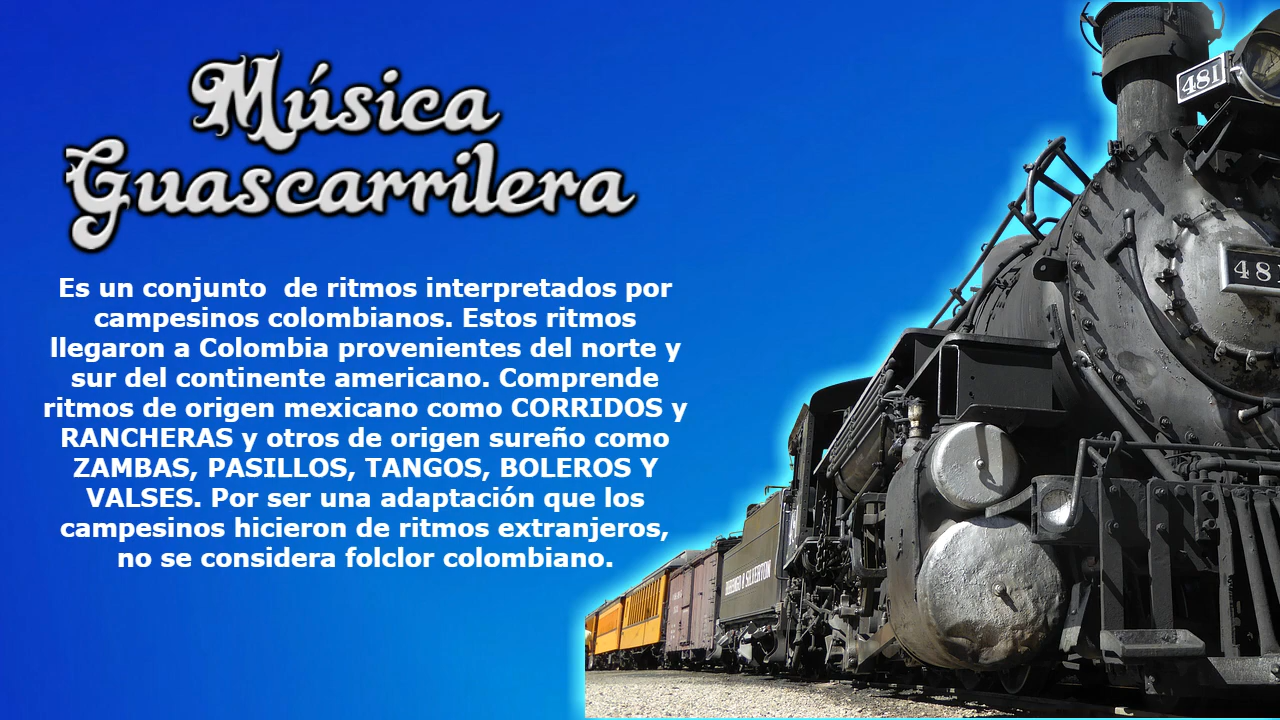 Música
Guascarrilera
Es un conjunto  de ritmos interpretados por
campesinos colombianos. Estos ritmos
llegaron a Colombia provenientes del norte y
sur del continente americano. Comprende
ritmos de origen mexicano como CORRIDOS y
RANCHERAS y otros de origen sureño como
ZAMBAS, PASILLOS, TANGOS, BOLEROS Y
VALSES. Por ser una adaptación que los
campesinos hicieron de ritmos extranjeros,
no se considera folclor colombiano.
481
481
& SILVERTON